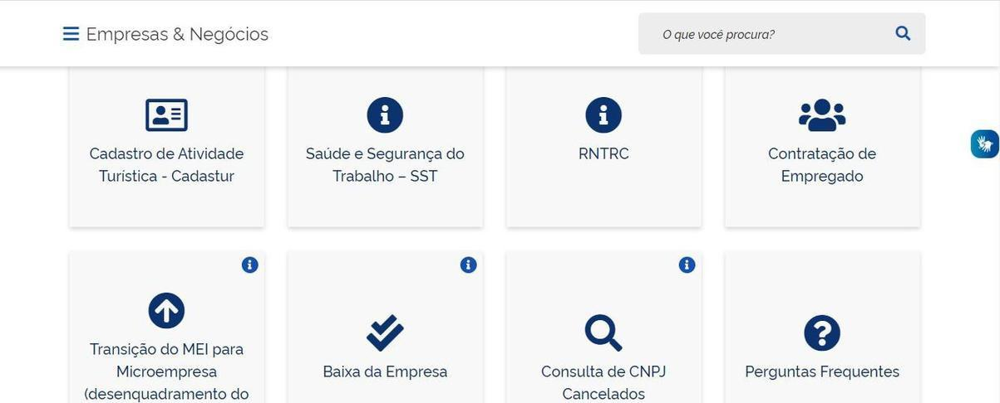 Empresas & Negócios
O que você procura?
Cadastro de Atividade
Turística - Cadastur
Saúde e Segurança do
Trabalho – SST
RNTRC
Contratação de
Empregado
Transição do MEI para
Microempresa
(desenquadramento do
Baixa da Empresa
Consulta de CNPJ
Cancelados
Perguntas Frequentes